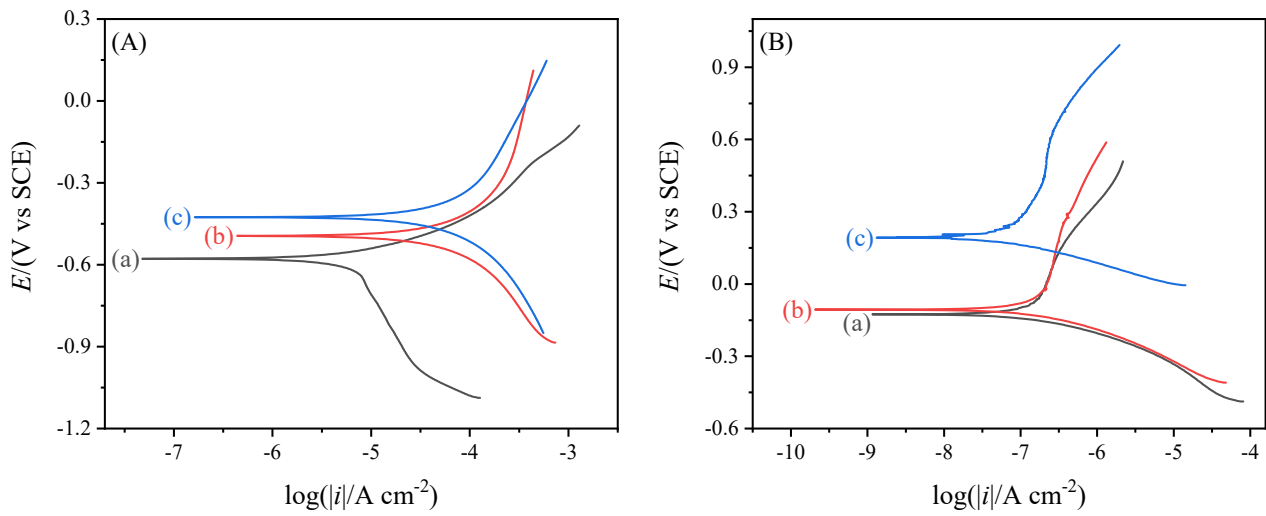 (A)
0.3
0.0
-0.3
-0.6
-0.9
-1.2
E/(V vs SCE)
(c)
(b)
(a)
-7
-6
-5
-4
-3
log(|i|/A cm-2)
(B)
0.9
0.6
0.3
0.0
-0.3
-0.6
E/(V vs SCE)
(c)
(b)
(a)
-10
-9
-8
-7
-6
-5
-4
log(|i|/A cm-2)